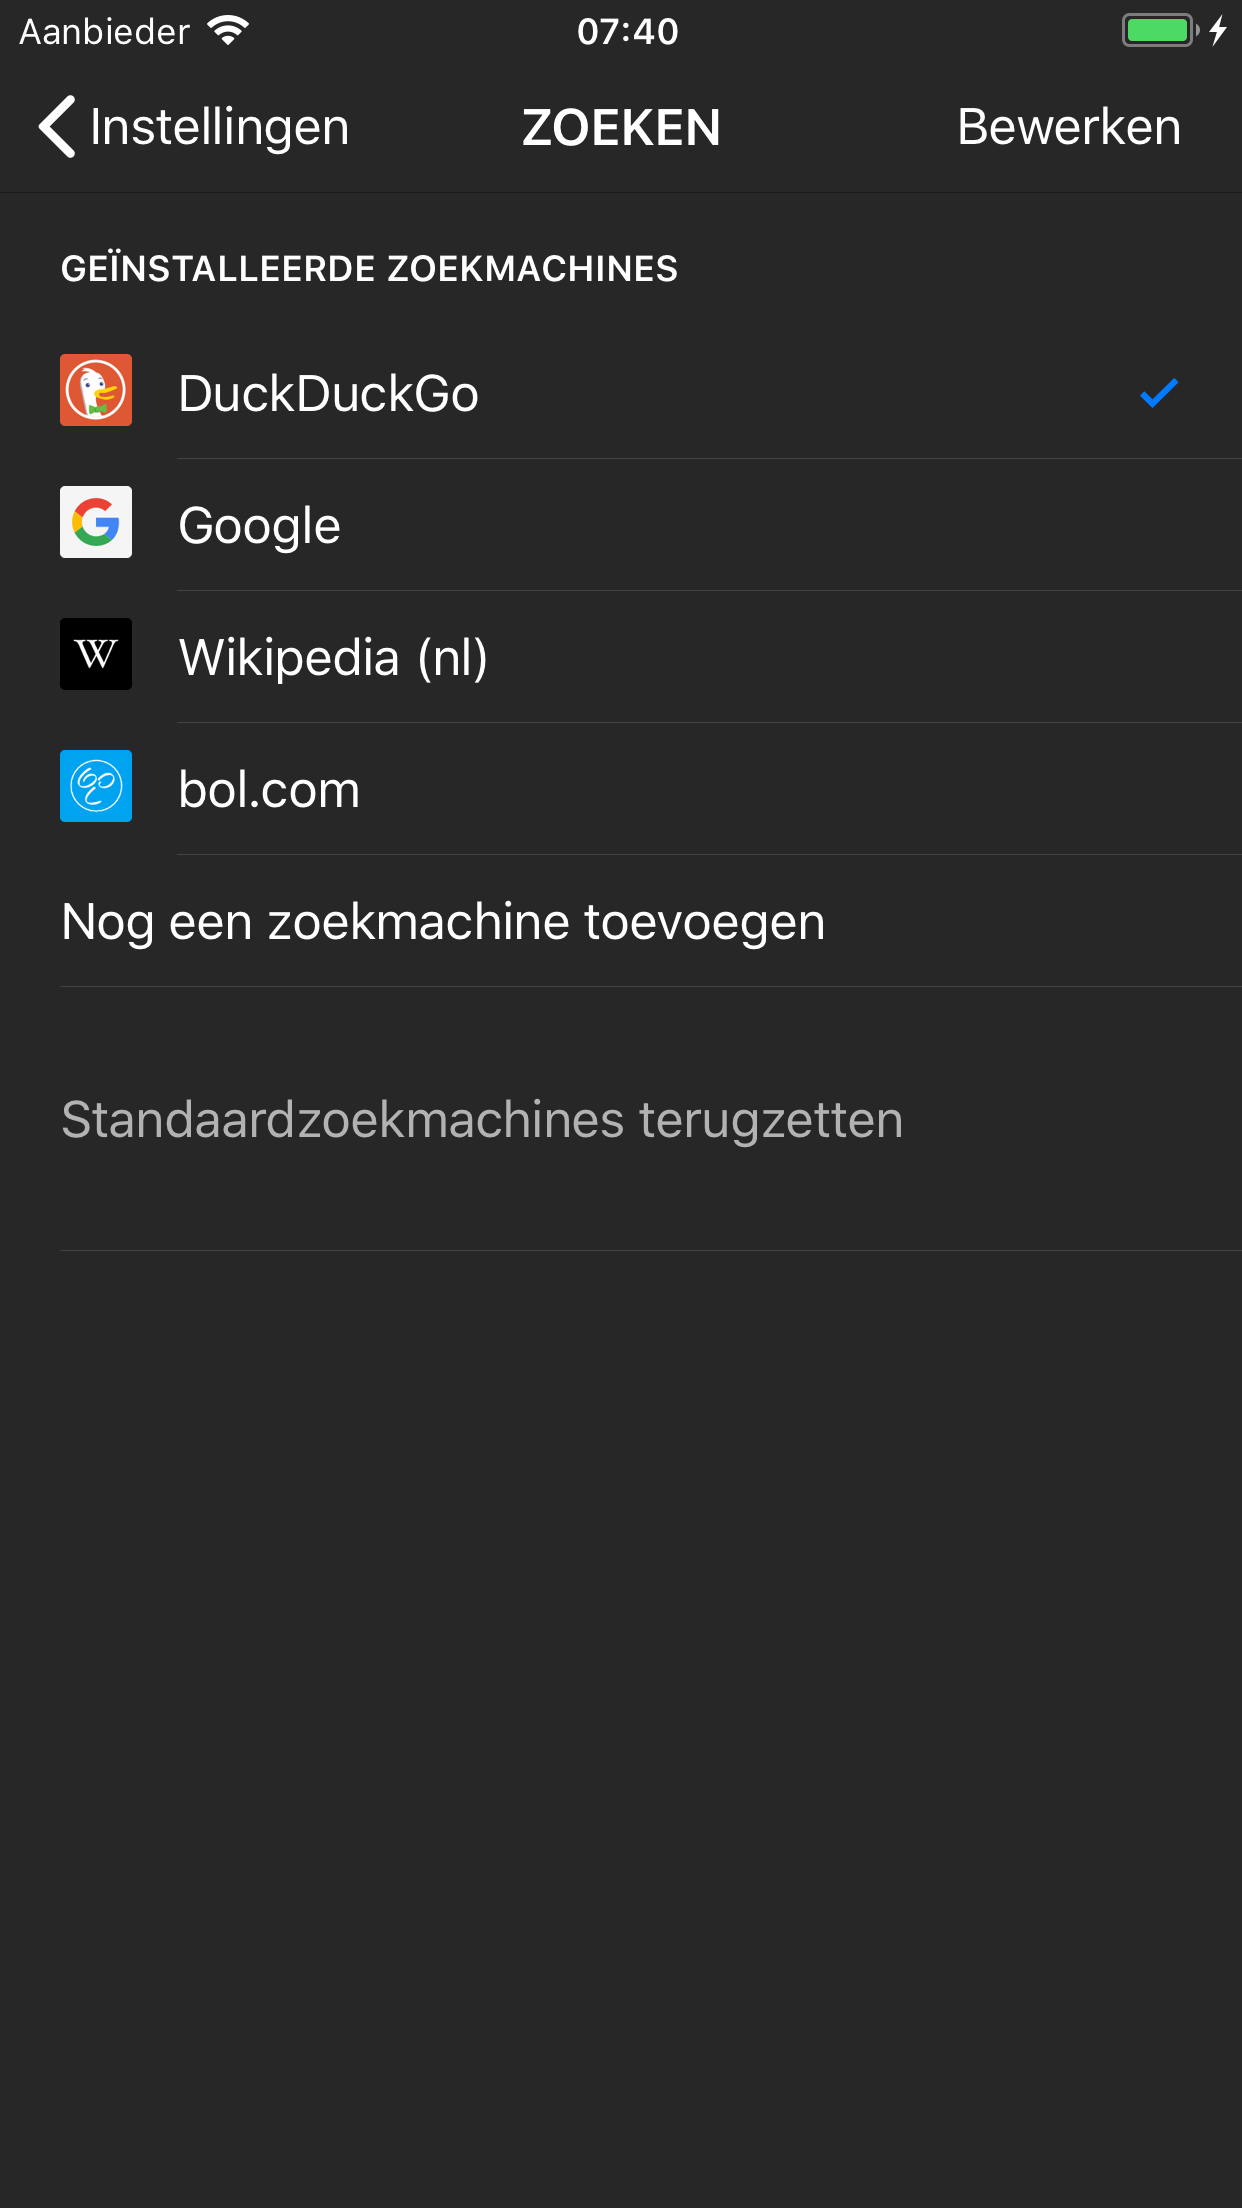 Aanbieder 07:40
Instellingen ZOEKEN Bewerken
GEÏNSTALLEERDE ZOEKMACHINES
DuckDuckGo
Google
W Wikipedia (nl)
bol.com
Nog een zoekmachine toevoegen
Standaardzoekmachines terugzetten